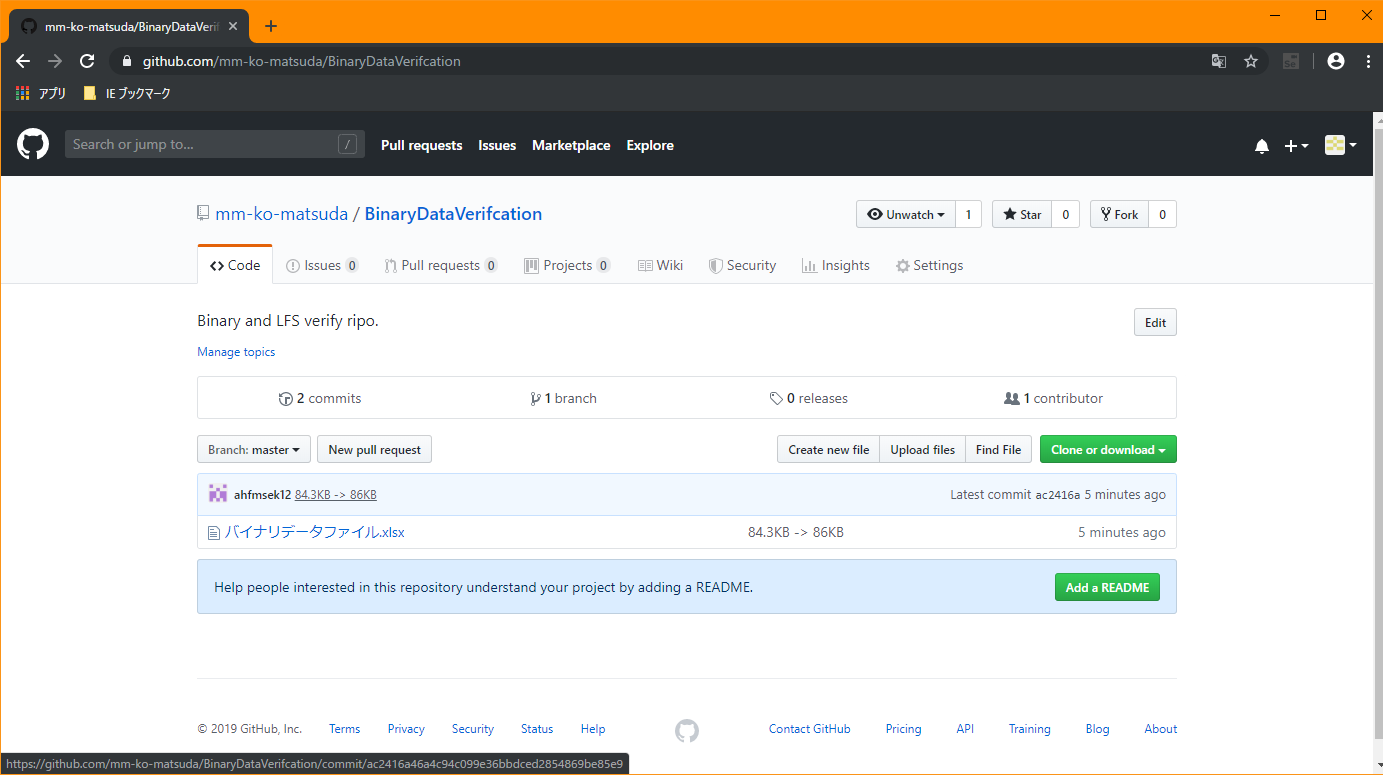 mm-ko-matsuda/BinaryDataVerif
github.com/mm-ko-matsuda/BinaryDataVerifcation
アプリ IE ブックマーク
Search or jump to... / Pull requests Issues Marketplace Explore
mm-ko-matsuda / BinaryDataVerifcation Unwatch 1 Star 0 Fork 0
Code Issues 0 Pull requests 0 Projects 0 Wiki Security Insights Settings
Binary and LFS verify ripo. Edit
Manage topics
2 commits 1 branch 0 releases 1 contributor
Branch: master New pull request Create new file Upload files Find File Clone or download
ahfmsek12 84.3KB -> 86KB Latest commit ac2416a 5 minutes ago
バイナリデータファイル.xlsx 84.3KB -> 86KB 5 minutes ago
Help people interested in this repository understand your project by adding a README. Add a README
© 2019 GitHub, Inc. Terms Privacy Security Status Help Contact GitHub Pricing API Training Blog About
https://github.com/mm-ko-matsuda/BinaryDataVerifcation/commit/ac2416a46a4c94c099e36bbdced2854869be85e9